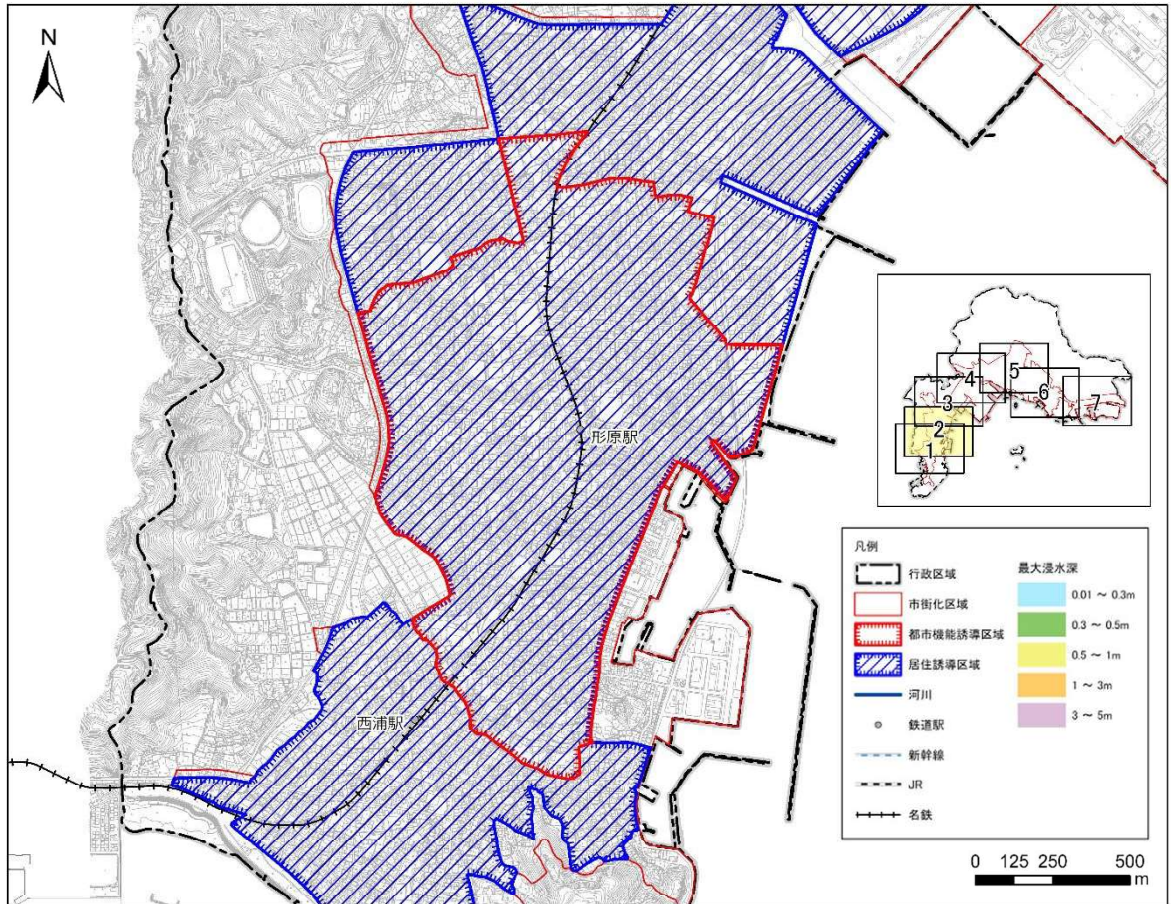 N
形原駅
西浦駅
5
4
6
7
3
2
1
凡例
行政区域
市街化区域
都市機能誘導区域
居住誘導区域
河川
鉄道駅
新幹線
JR
名鉄
最大浸水深
0.01 ～ 0.3m
0.3 ～ 0.5m
0.5 ～ 1m
1 ～ 3m
3 ～ 5m
0 125 250 500
m